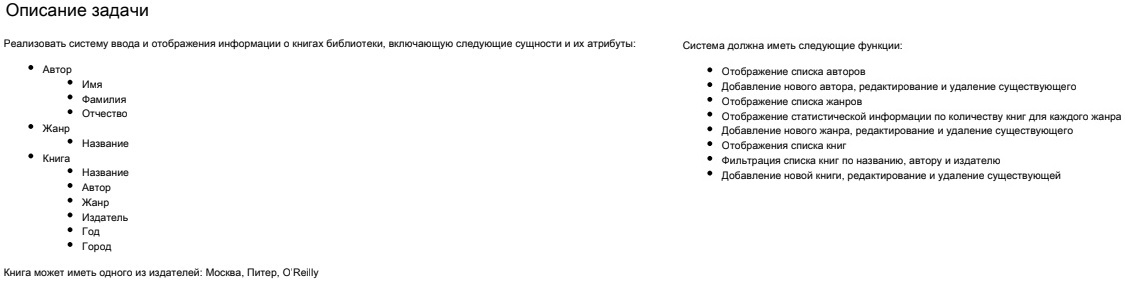 Описание задачи
Реализовать систему ввода и отображения информации о книгах библиотеки, включающую следующие сущности и их атрибуты:
• Автор
• Имя
• Фамилия
• Отчество
• Жанр
• Название
• Книга
• Название
• Автор
• Жанр
• Издатель
• Год
• Город
Книга может иметь одного из издателей: Москва, Питер, O'Reilly
Система должна иметь следующие функции:
• Отображение списка авторов
• Добавление нового автора, редактирование и удаление существующего
• Отображение списка жанров
• Отображение статистической информации по количеству книг для каждого жанра
• Добавление нового жанра, редактирование и удаление существующего
• Отображения списка книг
• Фильтрация списка книг по названию, автору и издателю
• Добавление новой книги, редактирование и удаление существующей